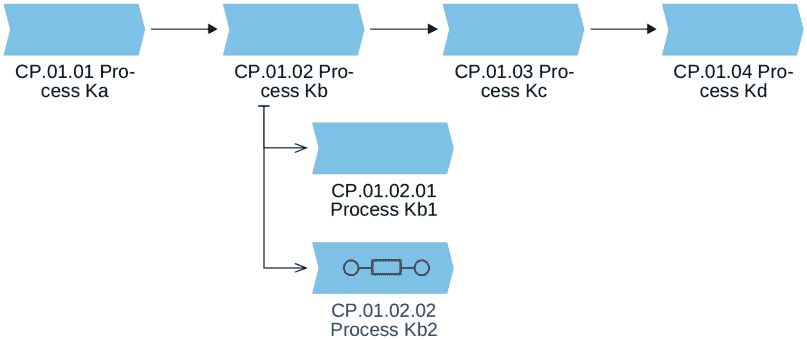 CP.01.01 Pro-
cess Ka
CP.01.02 Pro-
cess Kb
CP.01.03 Pro-
cess Kc
CP.01.04 Pro-
cess Kd
CP.01.02.01
Process Kb1
CP.01.02.02
Process Kb2